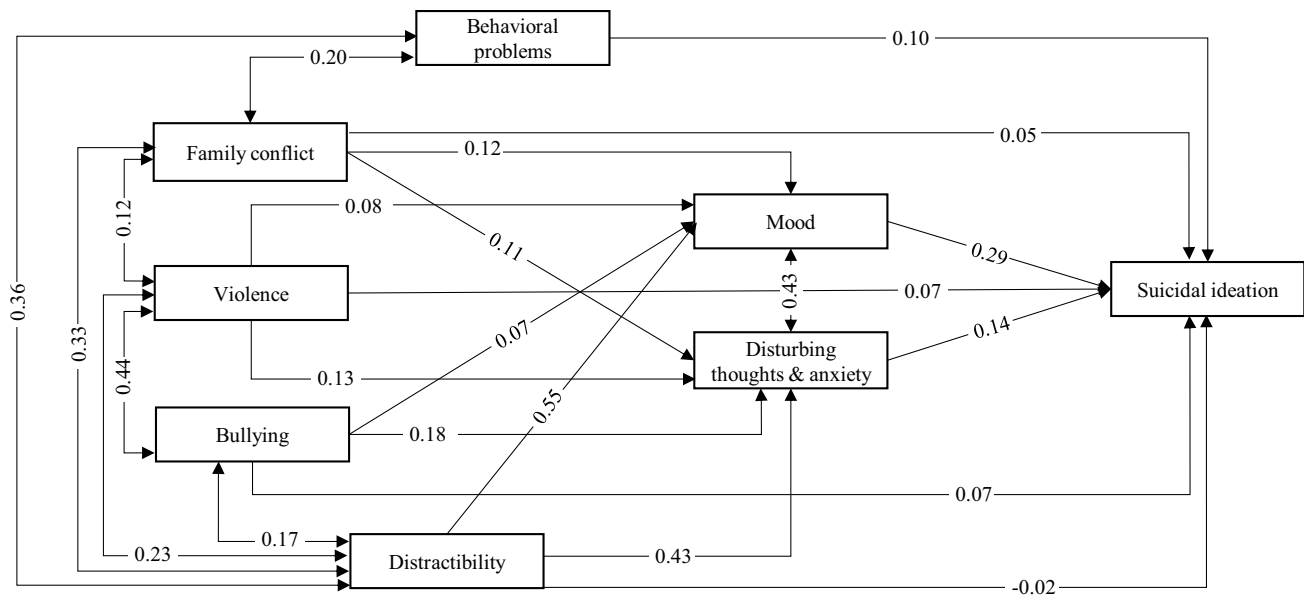 Behavioral
problems
0.10
0.20
Family conflict
0.05
0.12
0.12
0.08
Mood
0.11
0.29
0.36
0.33
Violence
0.43
0.07
Suicidal ideation
0.07
0.14
0.44
0.13
Disturbing
thoughts & anxiety
0.55
Bullying
0.18
0.07
0.17
0.23
Distractibility
0.43
-0.02